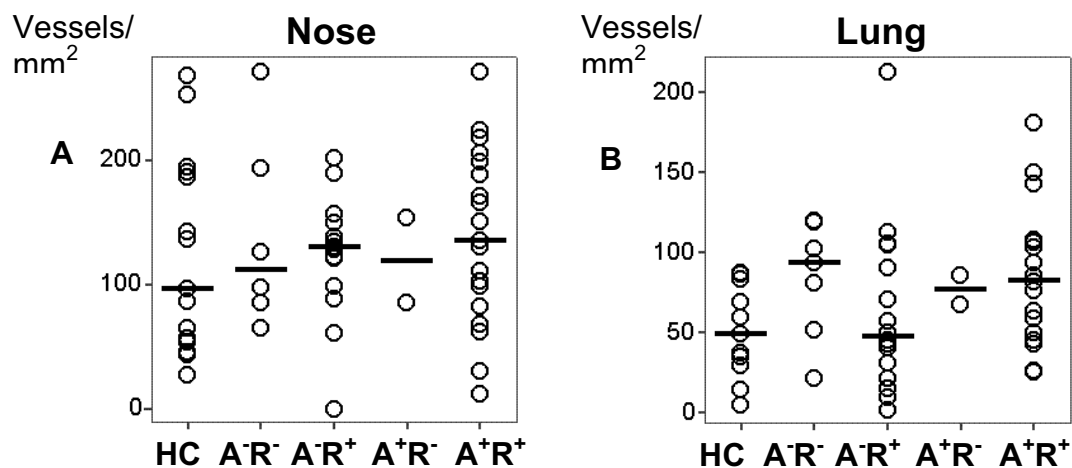 Vessels/
mm²
Nose
A
200
100
0
HC A⁻R⁻ A⁻R⁺ A⁺R⁻ A⁺R⁺
Vessels/
mm²
Lung
B
200
150
100
50
0
HC A⁻R⁻ A⁻R⁺ A⁺R⁻ A⁺R⁺